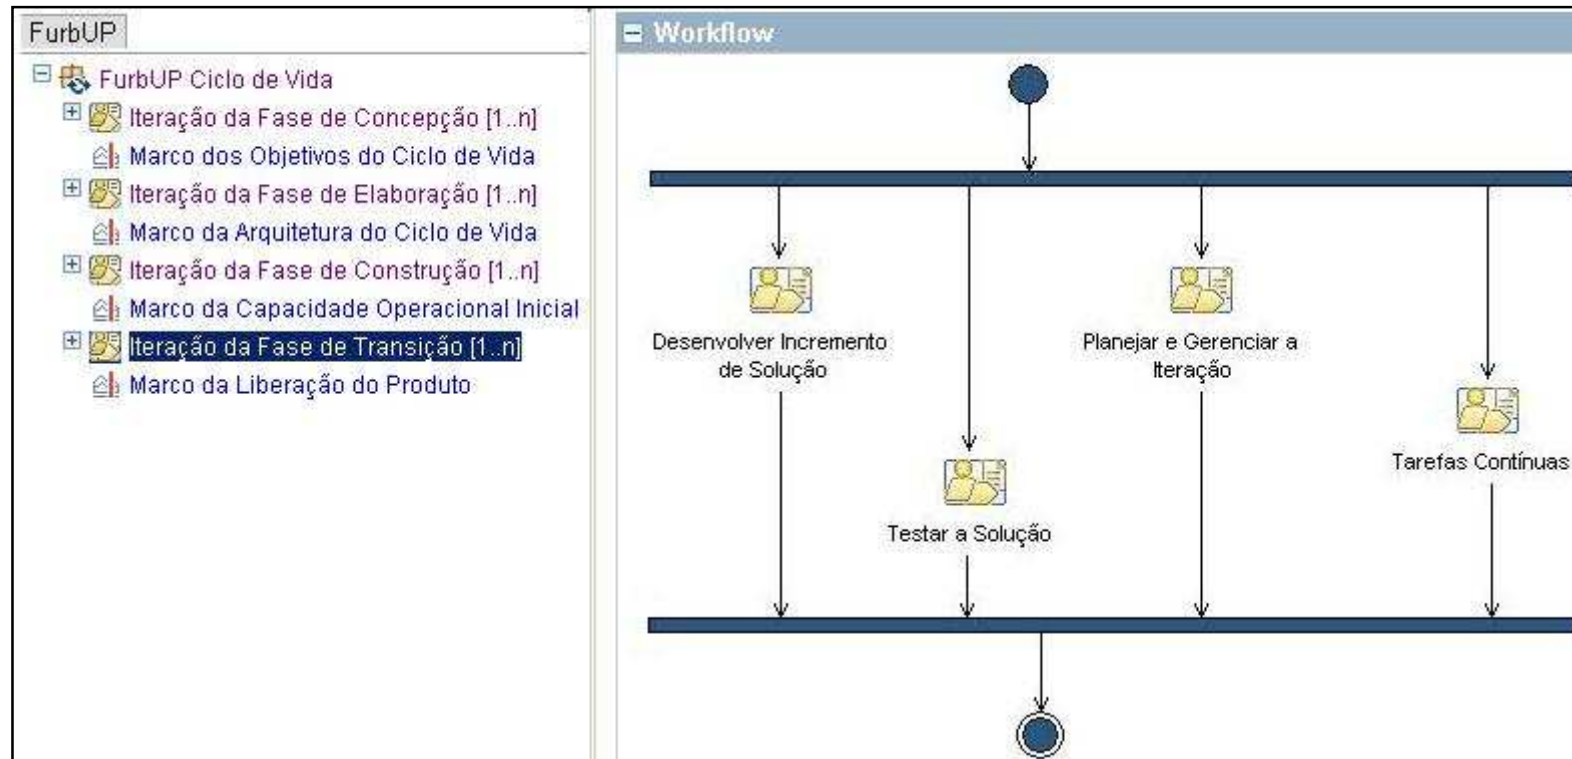 FurbUP
FurbUP Ciclo de Vida
Iteração da Fase de Concepção [1..n]
Marco dos Objetivos do Ciclo de Vida
Iteração da Fase de Elaboração [1..n]
Marco da Arquitetura do Ciclo de Vida
Iteração da Fase de Construção [1..n]
Marco da Capacidade Operacional Inicial
Iteração da Fase de Transição [1..n]
Marco da Liberação do Produto
Workflow
Desenvolver Incremento
de Solução
Planejar e Gerenciar a
Iteração
Tarefas Contínuas
Testar a Solução